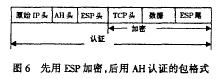 原始IP头 AH头 ESP头 TCP头 数据 ESP尾
加密
认证
图6 先用ESP加密,后用AH认证的包格式